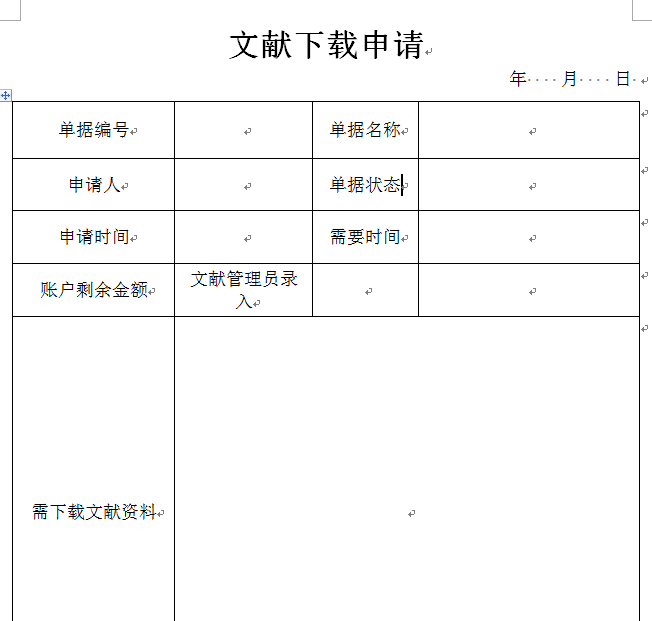 文献下载申请
年 月 日
单据编号 单据名称
申请人 单据状态
申请时间 需要时间
账户剩余金额 文献管理员录
入
需下载文献资料